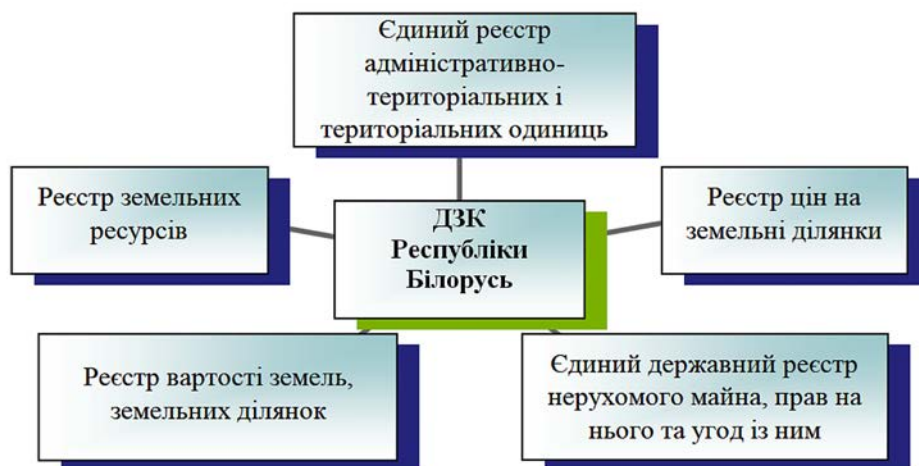 Єдиний реєстр
адміністративно-
територіальних і
територіальних одиниць
Реєстр земельних
ресурсів
ДЗК
Республіки
Білорусь
Реєстр цін на
земельні ділянки
Реєстр вартості земель,
земельних ділянок
Єдиний державний реєстр
нерухомого майна, прав на
нього та угод із ним